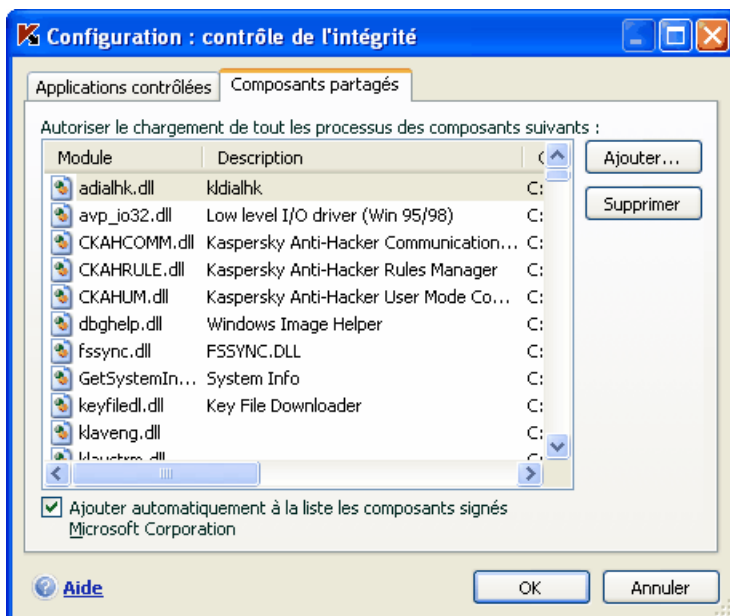 Configuration : contrôle de l'intégrité
Applications contrôlées Composants partagés
Autoriser le chargement de tout les processus des composants suivants :
Module Description
Ajouter...
adialhk.dll kldialhk C:
Supprimer
avp_io32.dll Low level I/O driver (Win 95/98) C:
CKAHCOMM.dll Kaspersky Anti-Hacker Communication... C:
CKAHRULE.dll Kaspersky Anti-Hacker Rules Manager C:
CKAHUM.dll Kaspersky Anti-Hacker User Mode Co... C:
dbghelp.dll Windows Image Helper C:
fssync.dll FSSYNC.DLL C:
GetSystemIn... System Info C:
keyfiledl.dll Key File Downloader C:
klaveng.dll C:
Ajouter automatiquement à la liste les composants signés
Microsoft Corporation
Aide
OK Annuler